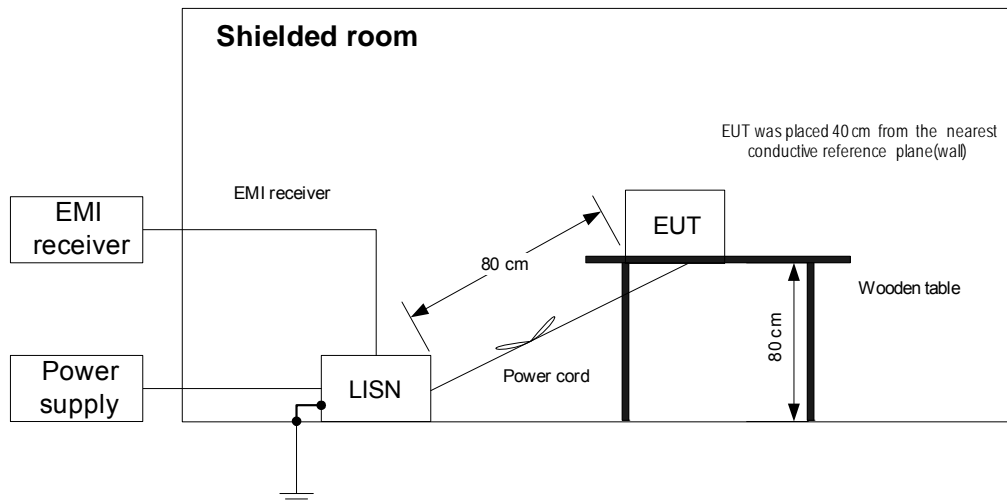 Shielded room
EUT was placed 40 cm from the nearest
conductive reference plane(wall)
EMI receiver
EMI
receiver
EUT
80 cm
Wooden table
80 cm
Power
supply
LISN
Power cord